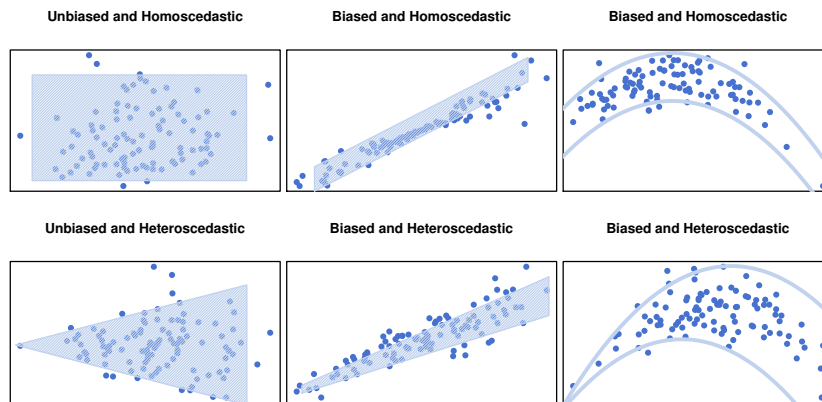 Unbiased and Homoscedastic
Biased and Homoscedastic
Biased and Homoscedastic
Unbiased and Heteroscedastic
Biased and Heteroscedastic
Biased and Heteroscedastic